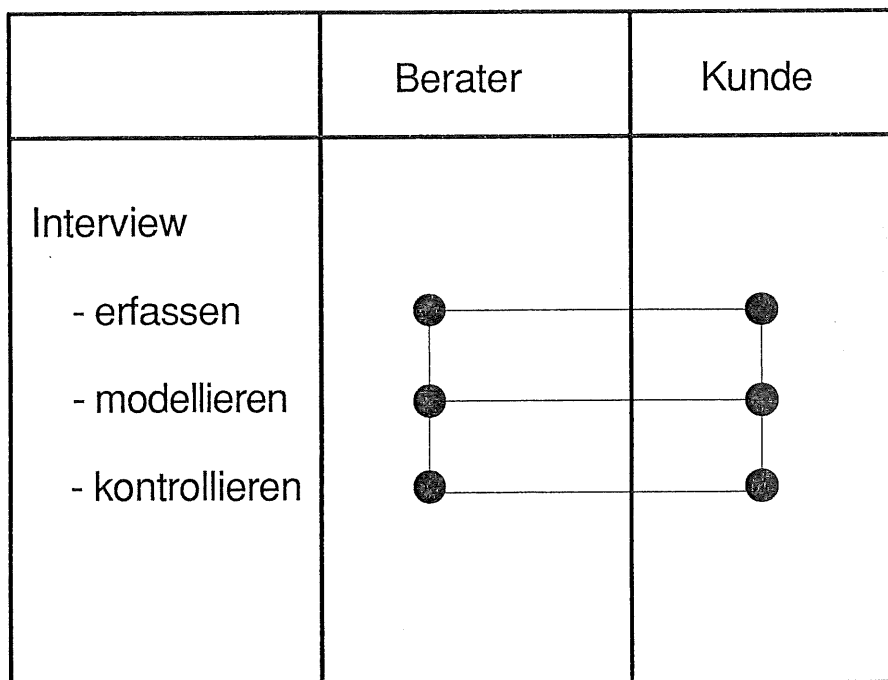 Berater Kunde
Interview
- erfassen
- modellieren
- kontrollieren